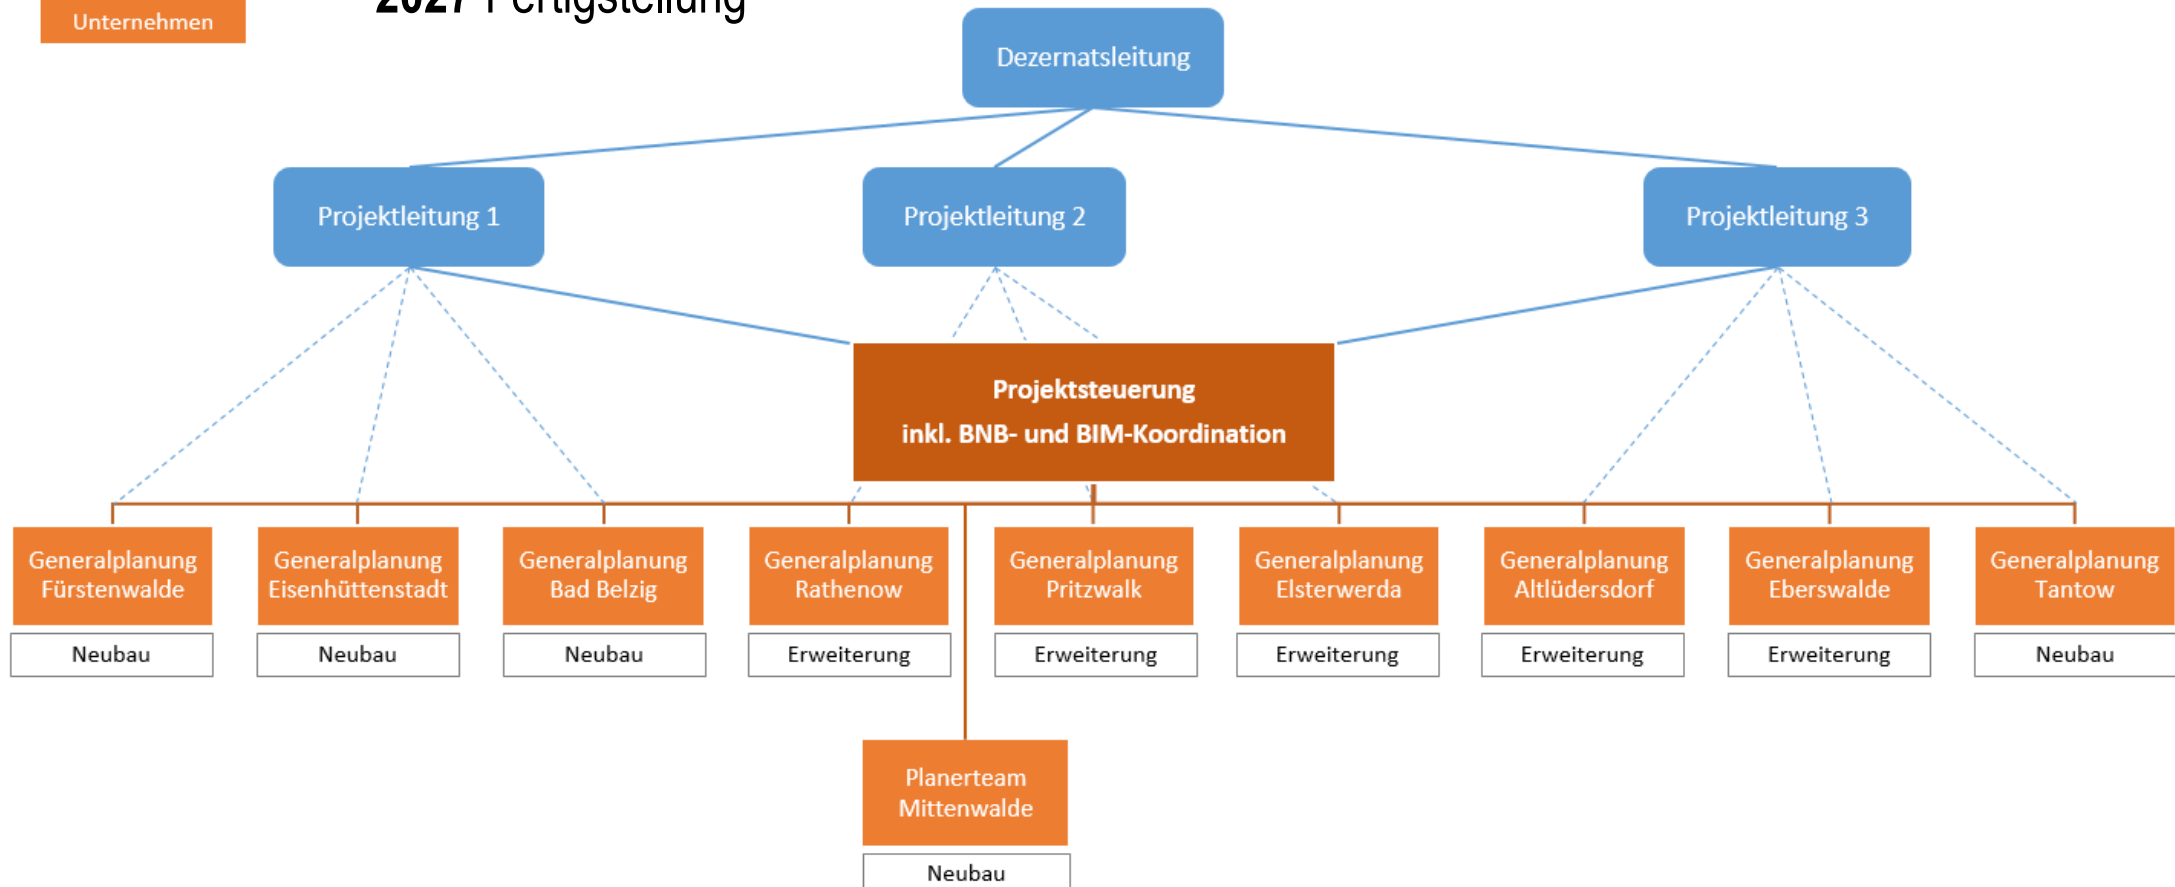 Unternehmen
2027 Fertigstellung
Dezernatsleitung
Projektleitung 1
Projektleitung 2
Projektleitung 3
Projektsteuerung
inkl. BNB- und BIM-Koordination
Generalplanung
Fürstenwalde
Neubau
Generalplanung
Eisenhüttenstadt
Neubau
Generalplanung
Bad Belzig
Neubau
Generalplanung
Rathenow
Erweiterung
Generalplanung
Pritzwalk
Erweiterung
Generalplanung
Elsterwerda
Erweiterung
Generalplanung
Altlüdersdorf
Erweiterung
Generalplanung
Eberswalde
Erweiterung
Generalplanung
Tantow
Neubau
Planerteam
Mittenwalde
Neubau